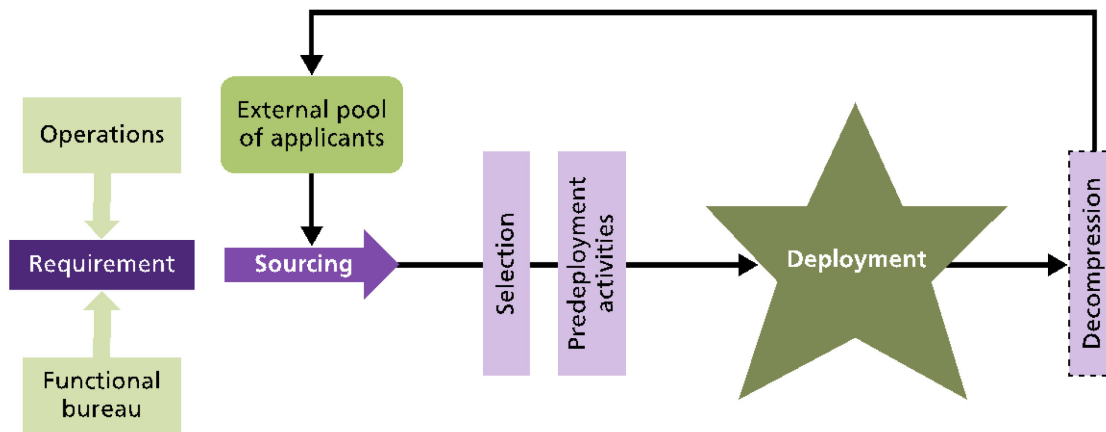 Operations
Requirement
Functional
bureau
External pool
of applicants
Sourcing
Selection
Predeployment
activities
Deployment
Decompression